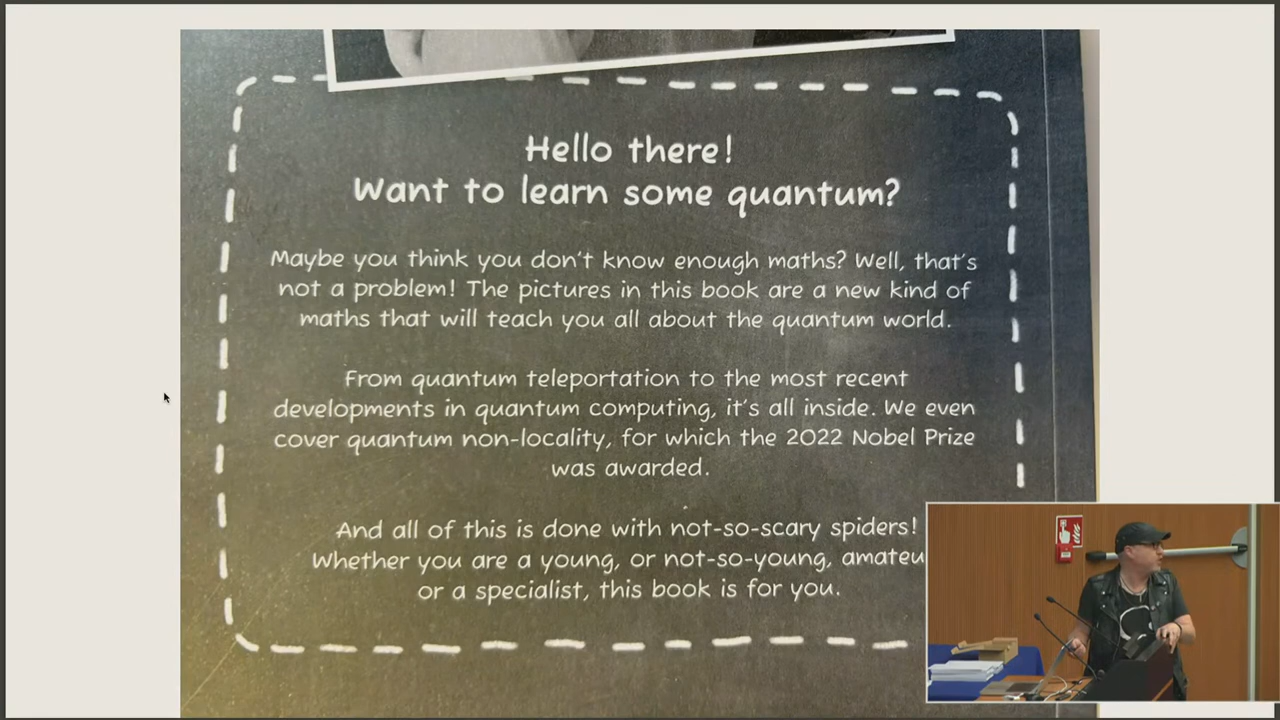 Hello there!
Want to learn some quantum?
Maybe you think you don't know enough maths? Well, that's
not a problem! The pictures in this book are a new kind of
maths that will teach you all about the quantum world.
From quantum teleportation to the most recent
developments in quantum computing, it's all inside. We even
cover quantum non-locality, for which the 2022 Nobel Prize
was awarded.
And all of this is done with not-so-scary spiders!
Whether you are a young, or not-so-young, amateu
or a specialist, this book is for you.